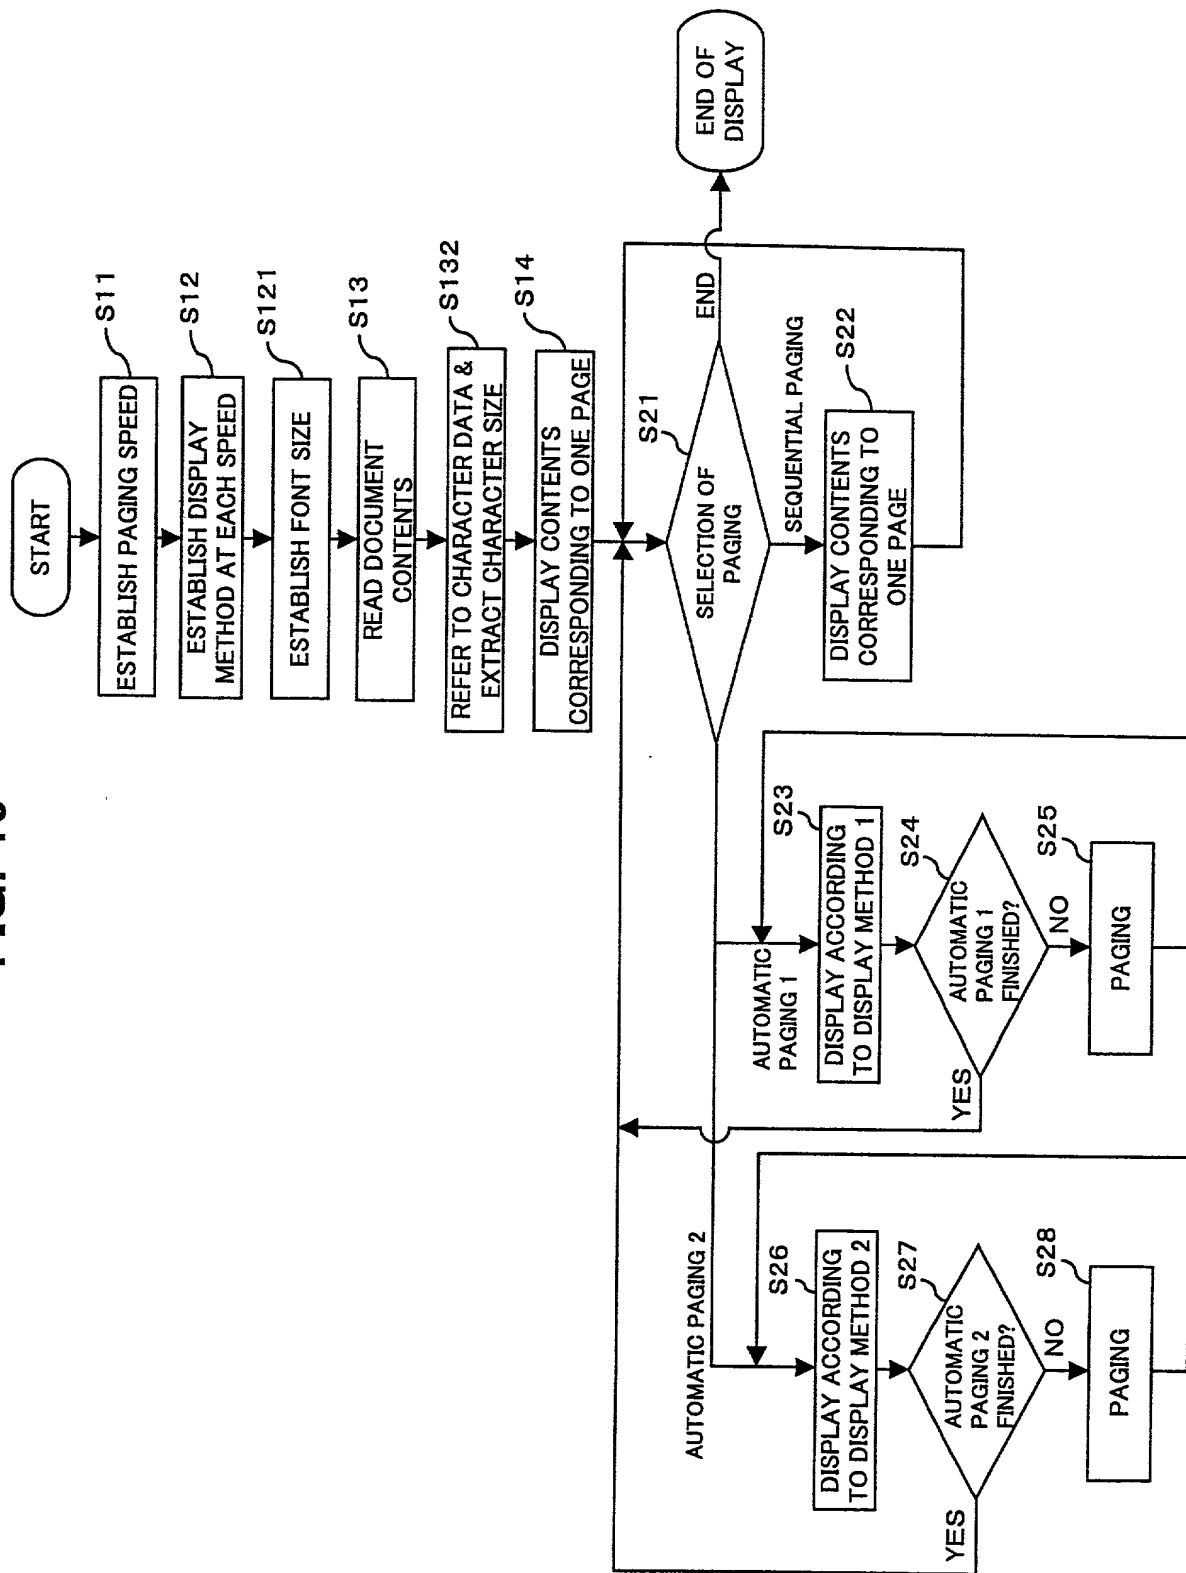 START
S11
ESTABLISH PAGING SPEED
S12
ESTABLISH DISPLAY
METHOD AT EACH SPEED
S121
ESTABLISH FONT SIZE
S13
READ DOCUMENT
CONTENTS
S132
REFER TO CHARACTER DATA &
EXTRACT CHARACTER SIZE
S14
DISPLAY CONTENTS
CORRESPONDING TO ONE PAGE
S21
SELECTION OF
PAGING
END
END OF
DISPLAY
SEQUENTIAL PAGING
S22
DISPLAY CONTENTS
CORRESPONDING TO
ONE PAGE
AUTOMATIC
PAGING 1
S23
DISPLAY ACCORDING
TO DISPLAY METHOD 1
S24
AUTOMATIC
PAGING 1
FINISHED?
YES
NO
S25
PAGING
AUTOMATIC PAGING 2
S26
DISPLAY ACCORDING
TO DISPLAY METHOD 2
S27
AUTOMATIC
PAGING 2
FINISHED?
YES
NO
S28
PAGING